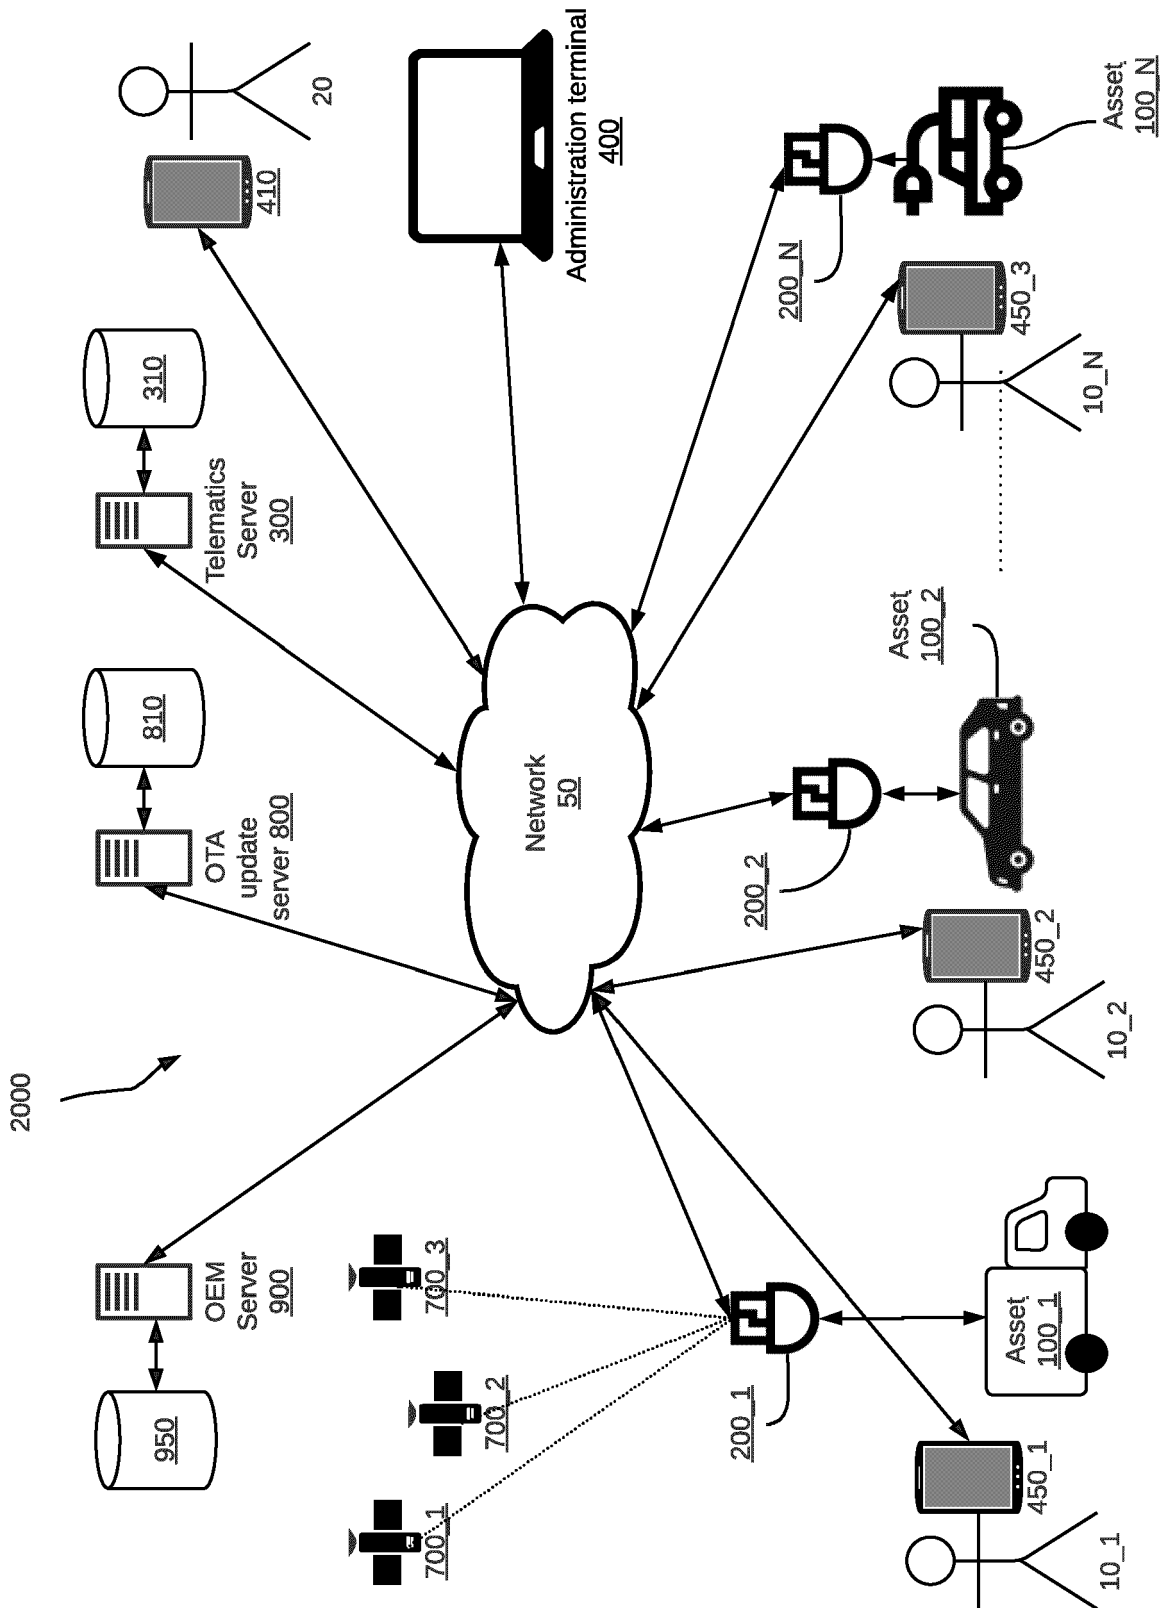 2000
950
OEM
Server
900
810
OTA
update
server 800
310
Telematics
Server
300
410
20
700_1
700_2
700_3
Network
50
Administration terminal
400
200_1
200_2
200_N
Asset
100_1
Asset
100_2
Asset
100_N
450_1
10_1
450_2
10_2
450_3
10_N